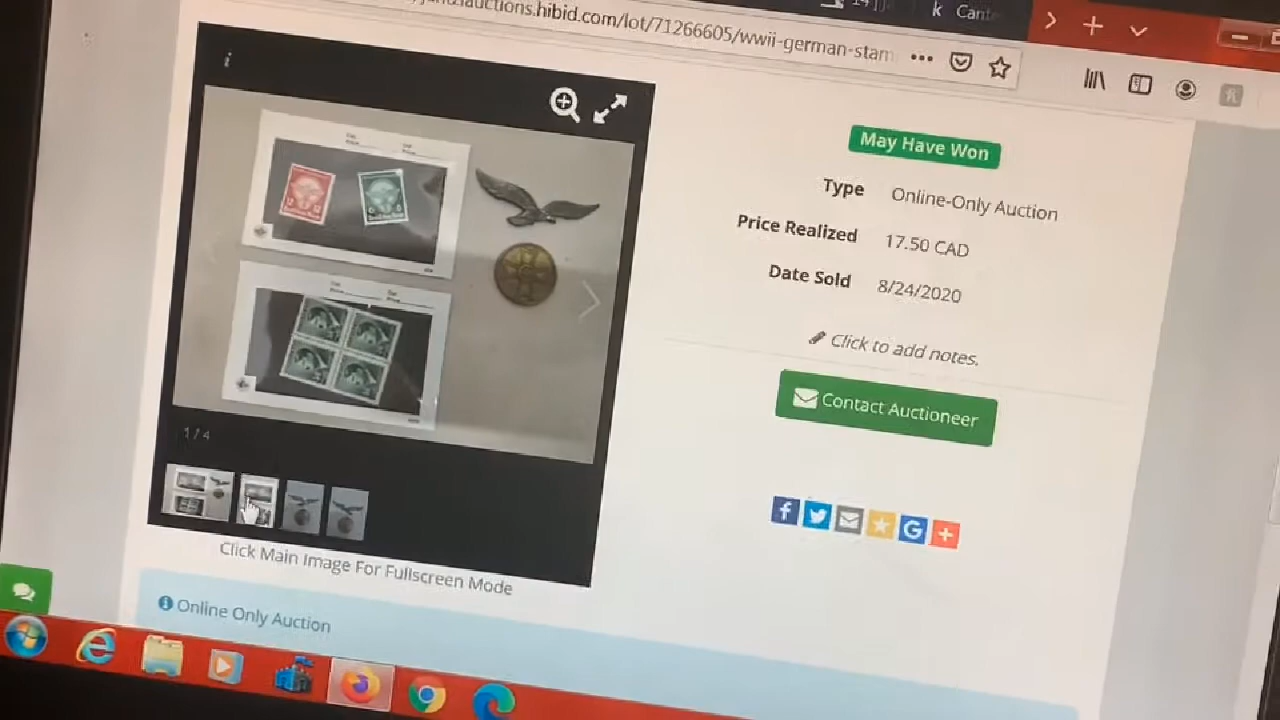 auctions.hibid.com/lot/71266605/wwii-german-stam
k Cant
May Have Won
Type Online-Only Auction
Price Realized 17.50 CAD
Date Sold 8/24/2020
Click to add notes.
Contact Auctioneer
1 / 4
Click Main Image For Fullscreen Mode
Online Only Auction